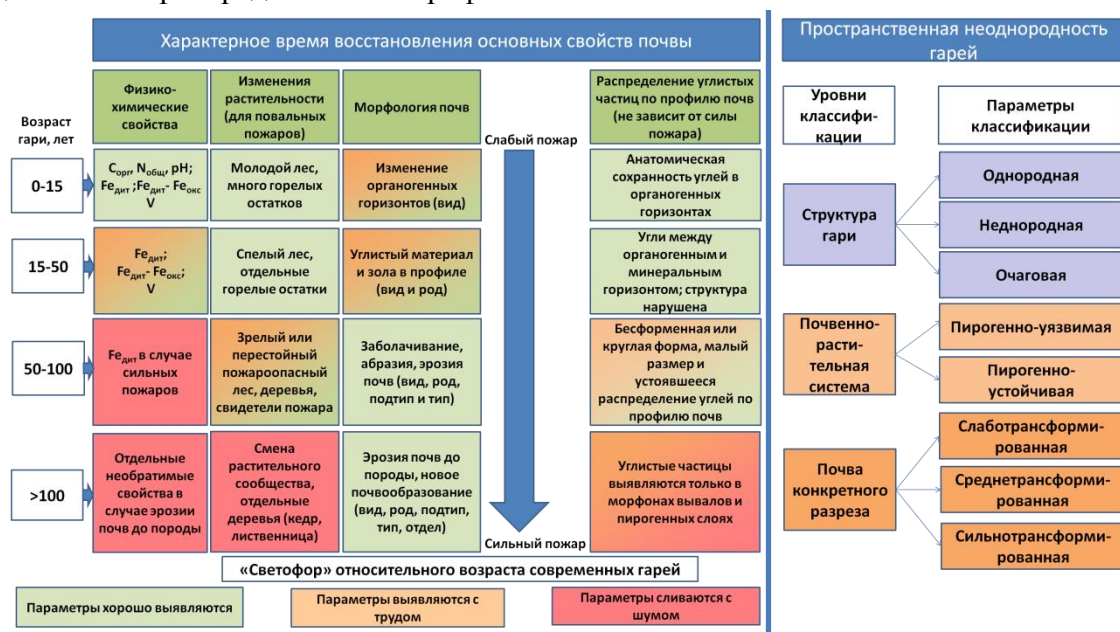 Характерное время восстановления основных свойств почвы
Пространственная неоднородность
гарей
Возраст
гари, лет
Физико-
химические
свойства
Изменения
растительности
(для повальных
пожаров)
Морфология почв
Слабый пожар
Распределение углистых
частиц по профилю почв
(не зависит от силы
пожара)
Уровни
классифи-
кации
Параметры
классификации
0-15
Cорг, Nобщ, pH;
Feдит ;Feдит- Feокс
V
Молодой лес,
много горелых
остатков
Изменение
органогенных
горизонтов (вид)
Анатомическая
сохранность углей в
органогенных
горизонтах
15-50
Feдит;
Feдит- Feокс;
V
Спелый лес,
отдельные
горелые остатки
Углистый материал
и зола в профиле
(вид и род)
Угли между
органогенным и
минеральным
горизонтом; структура
нарушена
50-100
Feдит в случае
сильных
пожаров
Зрелый или
перестойный
пожароопасный
лес, деревья,
свидетели пожара
Заболачивание,
абразия, эрозия
почв (вид, род,
подтип и тип)
Бесформенная или
круглая форма, малый
размер и
устоявшееся
распределение углей по
профилю почв
>100
Отдельные
необратимые
свойства в
случае эрозии
почв до породы
Смена
растительного
сообщества,
отдельные
деревья (кедр,
лиственница)
Эрозия почв до
породы, новое
почвообразование
(вид, род, подтип,
тип, отдел)
Углистые частицы
выявляются только в
морфонах вывалов и
пирогенных слоях
Сильный пожар
«Светофор» относительного возраста современных гарей
Параметры хорошо выявляются
Параметры выявляются с
трудом
Параметры сливаются с
шумом
Структура
гари
Однородная
Неднородная
Очаговая
Почвенно-
расти-
тельная
система
Пирогенно-уязвимая
Пирогенно-
устойчивая
Почва
конкретного
разреза
Слаботрансформи-
рованная
Среднетрансформи-
рованная
Сильнотрансформи-
рованная